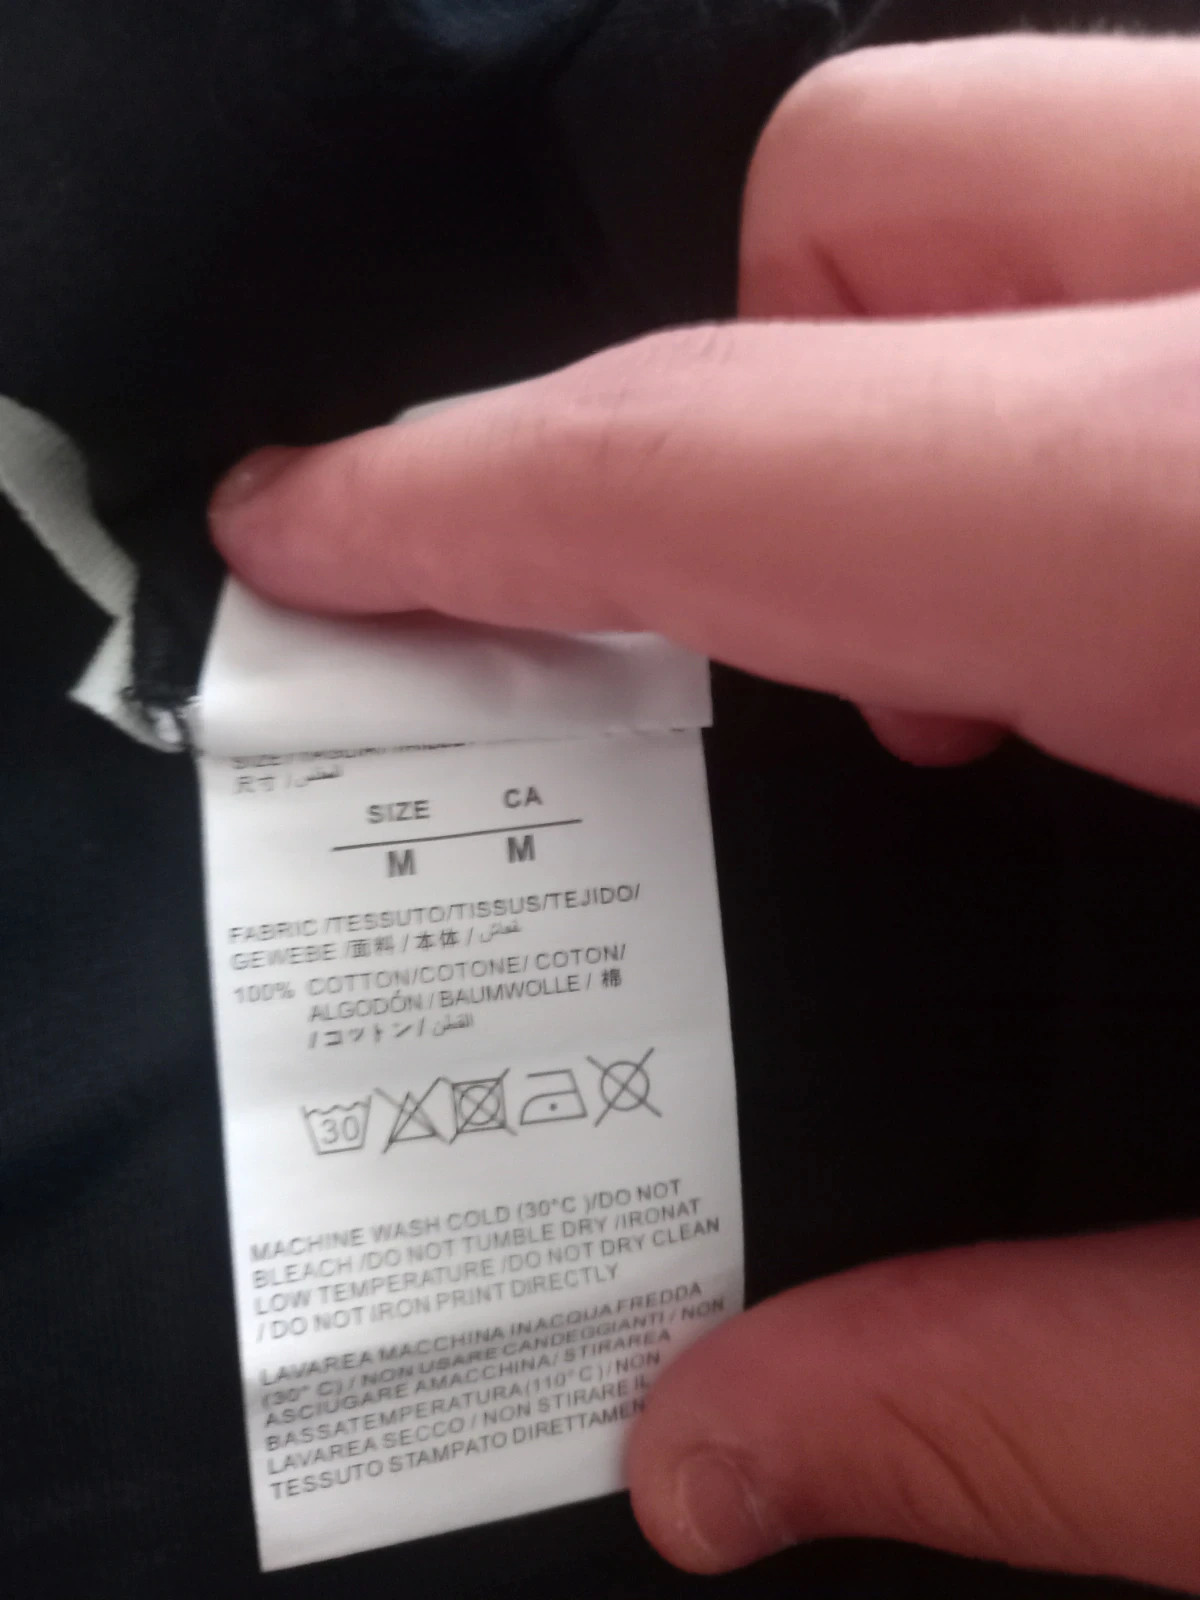 尺寸 / المقاس
SIZE CA
M M
FABRIC /TESSUTO/TISSUS/TEJIDO/
GEWEBE /面料 / 本体 / قماش
100% COTTON/COTONE/ COTON/
ALGODÓN / BAUMWOLLE / 棉
/ コットン / القطن
30
MACHINE WASH COLD (30°C )/DO NOT
BLEACH /DO NOT TUMBLE DRY /IRONAT
LOW TEMPERATURE /DO NOT DRY CLEAN
/ DO NOT IRON PRINT DIRECTLY
LAVAREA MACCHINA INACQUAFREDDA
(30° C) / NON USARE CANDEGGIANTI / NON
ASCIUGARE AMACCHINA/ STIRAREA
BASSATEMPERATURA (110° C ) / NON
LAVAREA SECCO / NON STIRARE IL
TESSUTO STAMPATO DIRETTAMEN